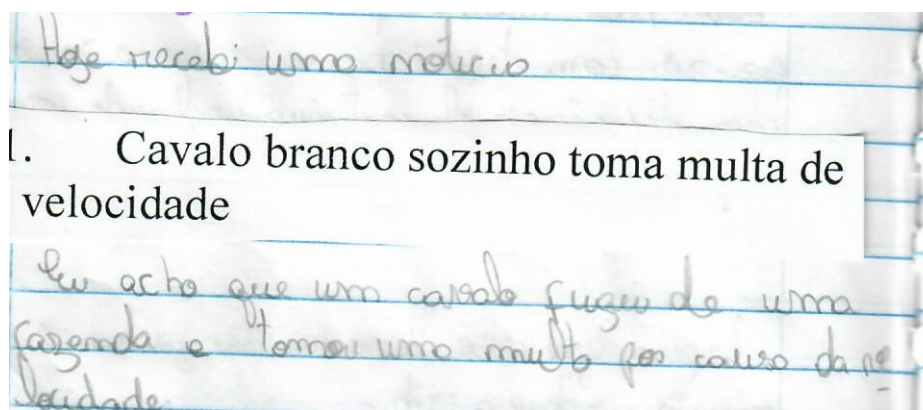 Hoje recebi uma notícia
1. Cavalo branco sozinho toma multa de
velocidade
Eu acho que um cavalo fugiu de uma
fazenda e tomou uma multa por causa da ve
locidade